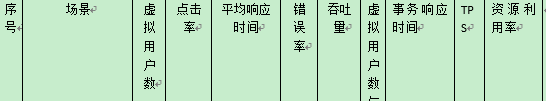 序
号
场景
虚
拟
用
户
数
点击
率
平均响应
时间
错
误
率
吞吐
量
虚
拟
用
户
数
事务响应
时间
TP
S
资源利
用率